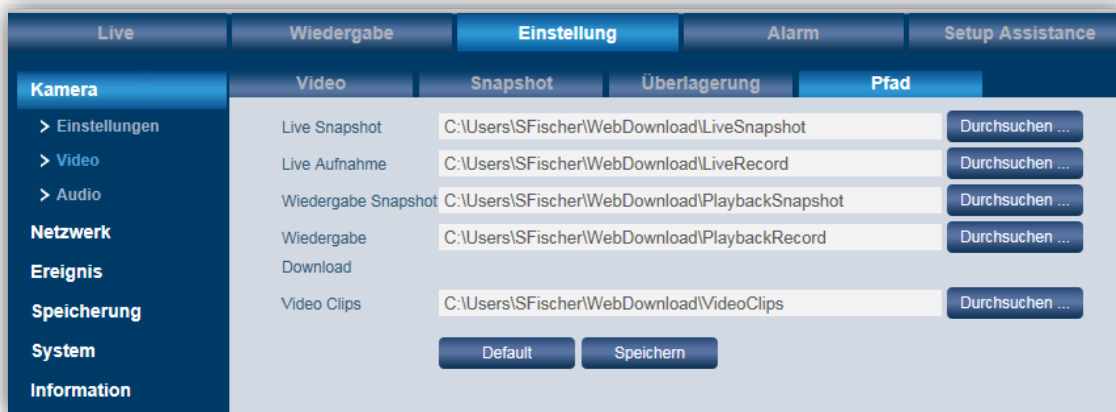 Live Wiedergabe Einstellung Alarm Setup Assistance
Kamera
Einstellungen
Video
Audio
Netzwerk
Ereignis
Speicherung
System
Information
Video Snapshot Überlagerung Pfad
Live Snapshot C:\Users\SFischer\WebDownload\LiveSnapshot Durchsuchen ...
Live Aufnahme C:\Users\SFischer\WebDownload\LiveRecord Durchsuchen ...
Wiedergabe Snapshot C:\Users\SFischer\WebDownload\PlaybackSnapshot Durchsuchen ...
Wiedergabe C:\Users\SFischer\WebDownload\PlaybackRecord Durchsuchen ...
Download
Video Clips C:\Users\SFischer\WebDownload\VideoClips Durchsuchen ...
Default Speichern